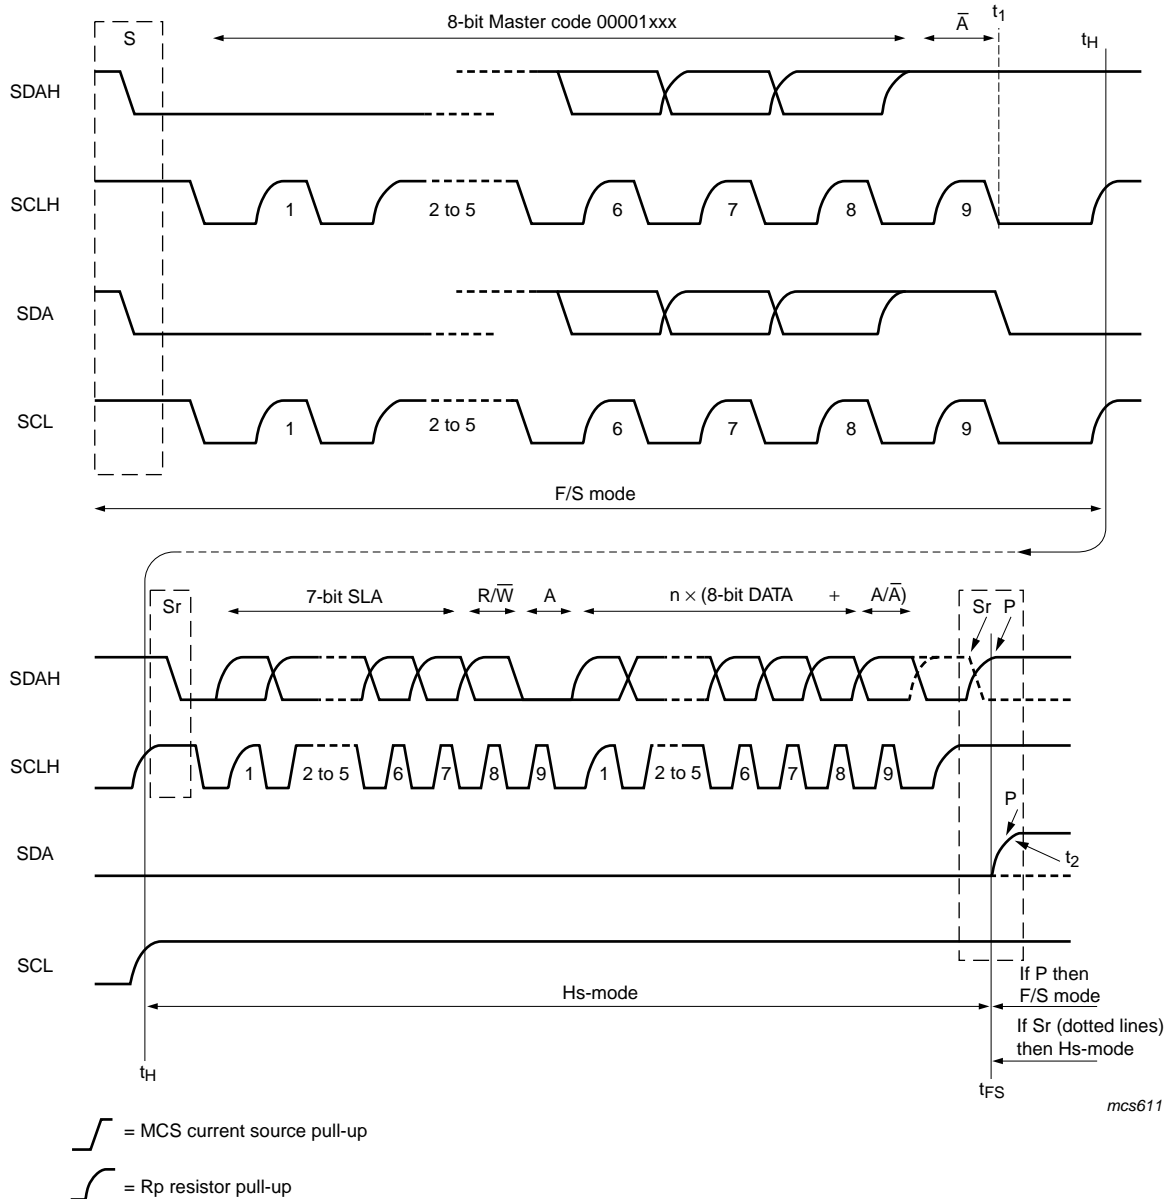 8-bit Master code 00001xxx
A̅
t1
tH
S
SDAH
SCLH
1
2 to 5
6
7
8
9
SDA
SCL
1
2 to 5
6
7
8
9
F/S mode
Sr
7-bit SLA
R/W̅
A
n × (8-bit DATA + A/A̅)
Sr P
SDAH
SCLH
1
2 to 5
6
7
8
9
1
2 to 5
6
7
8
9
P
SDA
t2
SCL
Hs-mode
If P then
F/S mode
If Sr (dotted lines)
then Hs-mode
tH
tFS
mcs611
= MCS current source pull-up
= Rp resistor pull-up